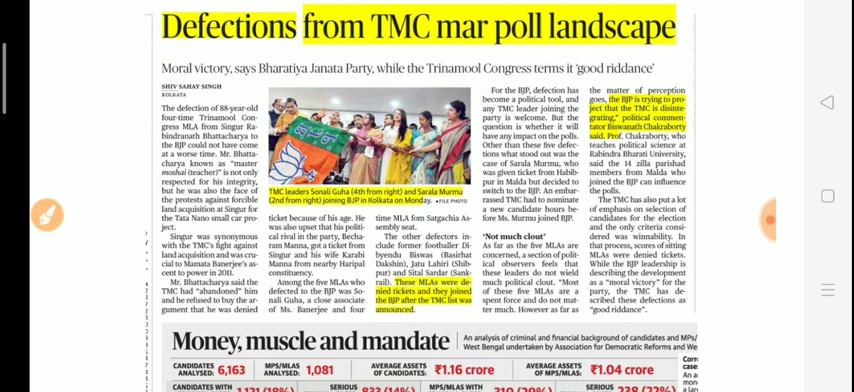 Defections from TMC mar poll landscape
Moral victory, says Bharatiya Janata Party, while the Trinamool Congress terms it ‘good riddance’
SHIV SAHAY SINGH
KOLKATA
The defection of 88-year-old
four-time Trinamool Con-
gress MLA from Singur Ra-
bindranath Bhattacharya to
the BJP could not have come
at a worse time. Mr. Bhatta-
charya known as “master
moshai (teacher)” is not only
respected for his integrity,
but he was also the face of
the protests against forcible
land acquisition at Singur for
the Tata Nano small car pro-
ject.
Singur was synonymous
with the TMC’s fight against
land acquisition and was cru-
cial to Mamata Banerjee’s as-
cent to power in 2011.
Mr. Bhattacharya said the
TMC had “abandoned” him
and he refused to buy the ar-
gument that he was denied
TMC leaders Sonali Guha (4th from right) and Sarala Murmu
(2nd from right) joining BJP in Kolkata on Monday. •FILE PHOTO
ticket because of his age. He
was also upset that his politi-
cal rival in the party, Becha-
ram Manna, got a ticket from
Singur and his wife Karabi
Manna from nearby Haripal
constituency.
Among the five MLAs who
defected to the BJP was So-
nali Guha, a close associate
of Ms. Banerjee and four
time MLA fom Satgachia As-
sembly seat.
The other defectors in-
clude former footballer Di-
byendu Biswas (Basirhat
Dakshin), Jatu Lahiri (Shib-
pur) and Sital Sardar (Sank-
rail). These MLAs were de-
nied tickets and they joined
the BJP after the TMC list was
announced.
For the BJP, defection has
become a political tool, and
any TMC leader joining the
party is welcome. But the
question is whether it will
have any impact on the polls.
Other than these five defec-
tions what stood out was the
case of Sarala Murmu, who
was given ticket from Habib-
pur in Malda but decided to
switch to the BJP. An embar-
rassed TMC had to nominate
a new candidate hours be-
fore Ms. Murmu joined BJP.
‘Not much clout’
As far as the five MLAs are
concerned, a section of polit-
ical observers feels that
these leaders do not wield
much political clout. “Most
of these five MLAs are a
spent force and do not mat-
ter much. However as far as
the matter of perception
goes, the BJP is trying to pro-
ject that the TMC is disinte-
grating,” political commen-
tator Biswanath Chakraborty
said. Prof. Chakraborty, who
teaches political science at
Rabindra Bharati University,
said the 14 zilla parishad
members from Malda who
joined the BJP can influence
the polls.
The TMC has also put a lot
of emphasis on selection of
candidates for the election
and the only criteria consi-
dered was winnability. In
that process, scores of sitting
MLAs were denied tickets.
While the BJP leadership is
describing the development
as a “moral victory” for the
party, the TMC has de-
scribed these defections as
“good riddance”.
Money, muscle and mandate
An analysis of criminal and financial background of candidates and MPs/
West Bengal undertaken by Association for Democratic Reforms and We
CANDIDATES
ANALYSED: 6,163
MPS/MLAS
ANALYSED: 1,081
AVERAGE ASSETS
OF CANDIDATES: ₹1.16 crore
AVERAGE ASSETS
OF MPS/MLAS: ₹1.04 crore
CANDIDATES WITH 1,121 (18%)
SERIOUS 833 (14%)
MPS/MLAS WITH 310 (29%)
SERIOUS 238 (22%)